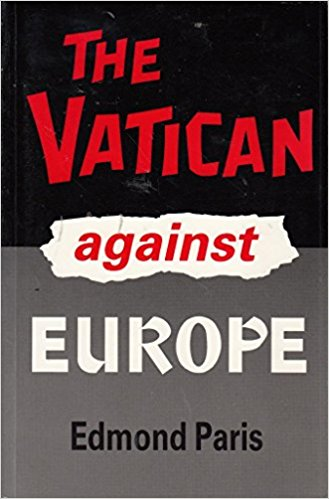 THE
VATICAN
against
EUROPE
Edmond Paris